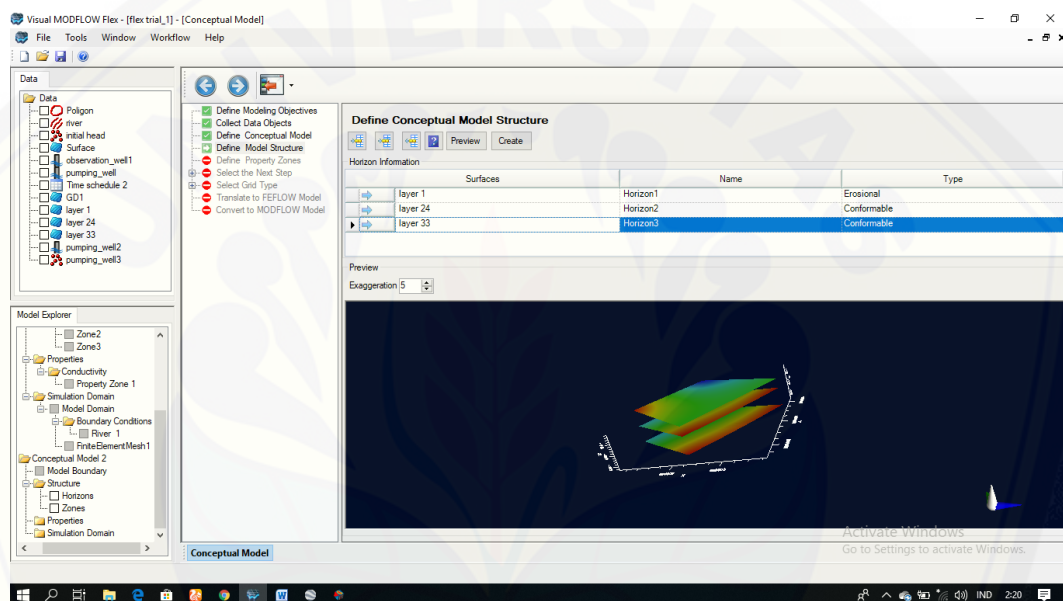 Visual MODFLOW Flex - [flex trial_1] - [Conceptual Model]
File Tools Window Workflow Help
Data
Data
Poligon
river
initial head
Surface
observation_well1
pumping_well
Time schedule 2
GD1
layer 1
layer 24
layer 33
pumping_well2
pumping_well3
Model Explorer
Zone2
Zone3
Properties
Conductivity
Property Zone 1
Simulation Domain
Model Domain
Boundary Conditions
River 1
FiniteElementMesh1
Conceptual Model 2
Model Boundary
Structure
Horizons
Zones
Properties
Simulation Domain
Define Modeling Objectives
Collect Data Objects
Define Conceptual Model
Define Model Structure
Define Property Zones
Select the Next Step
Select Grid Type
Translate to FEFLOW Model
Convert to MODFLOW Model
Define Conceptual Model Structure
Preview Create
Horizon Information
Surfaces Name Type
layer 1 Horizon1 Erosional
layer 24 Horizon2 Conformable
layer 33 Horizon3 Conformable
Preview
Exaggeration 5
Activate Windows
Go to Settings to activate Windows.
Conceptual Model
IND 2:20